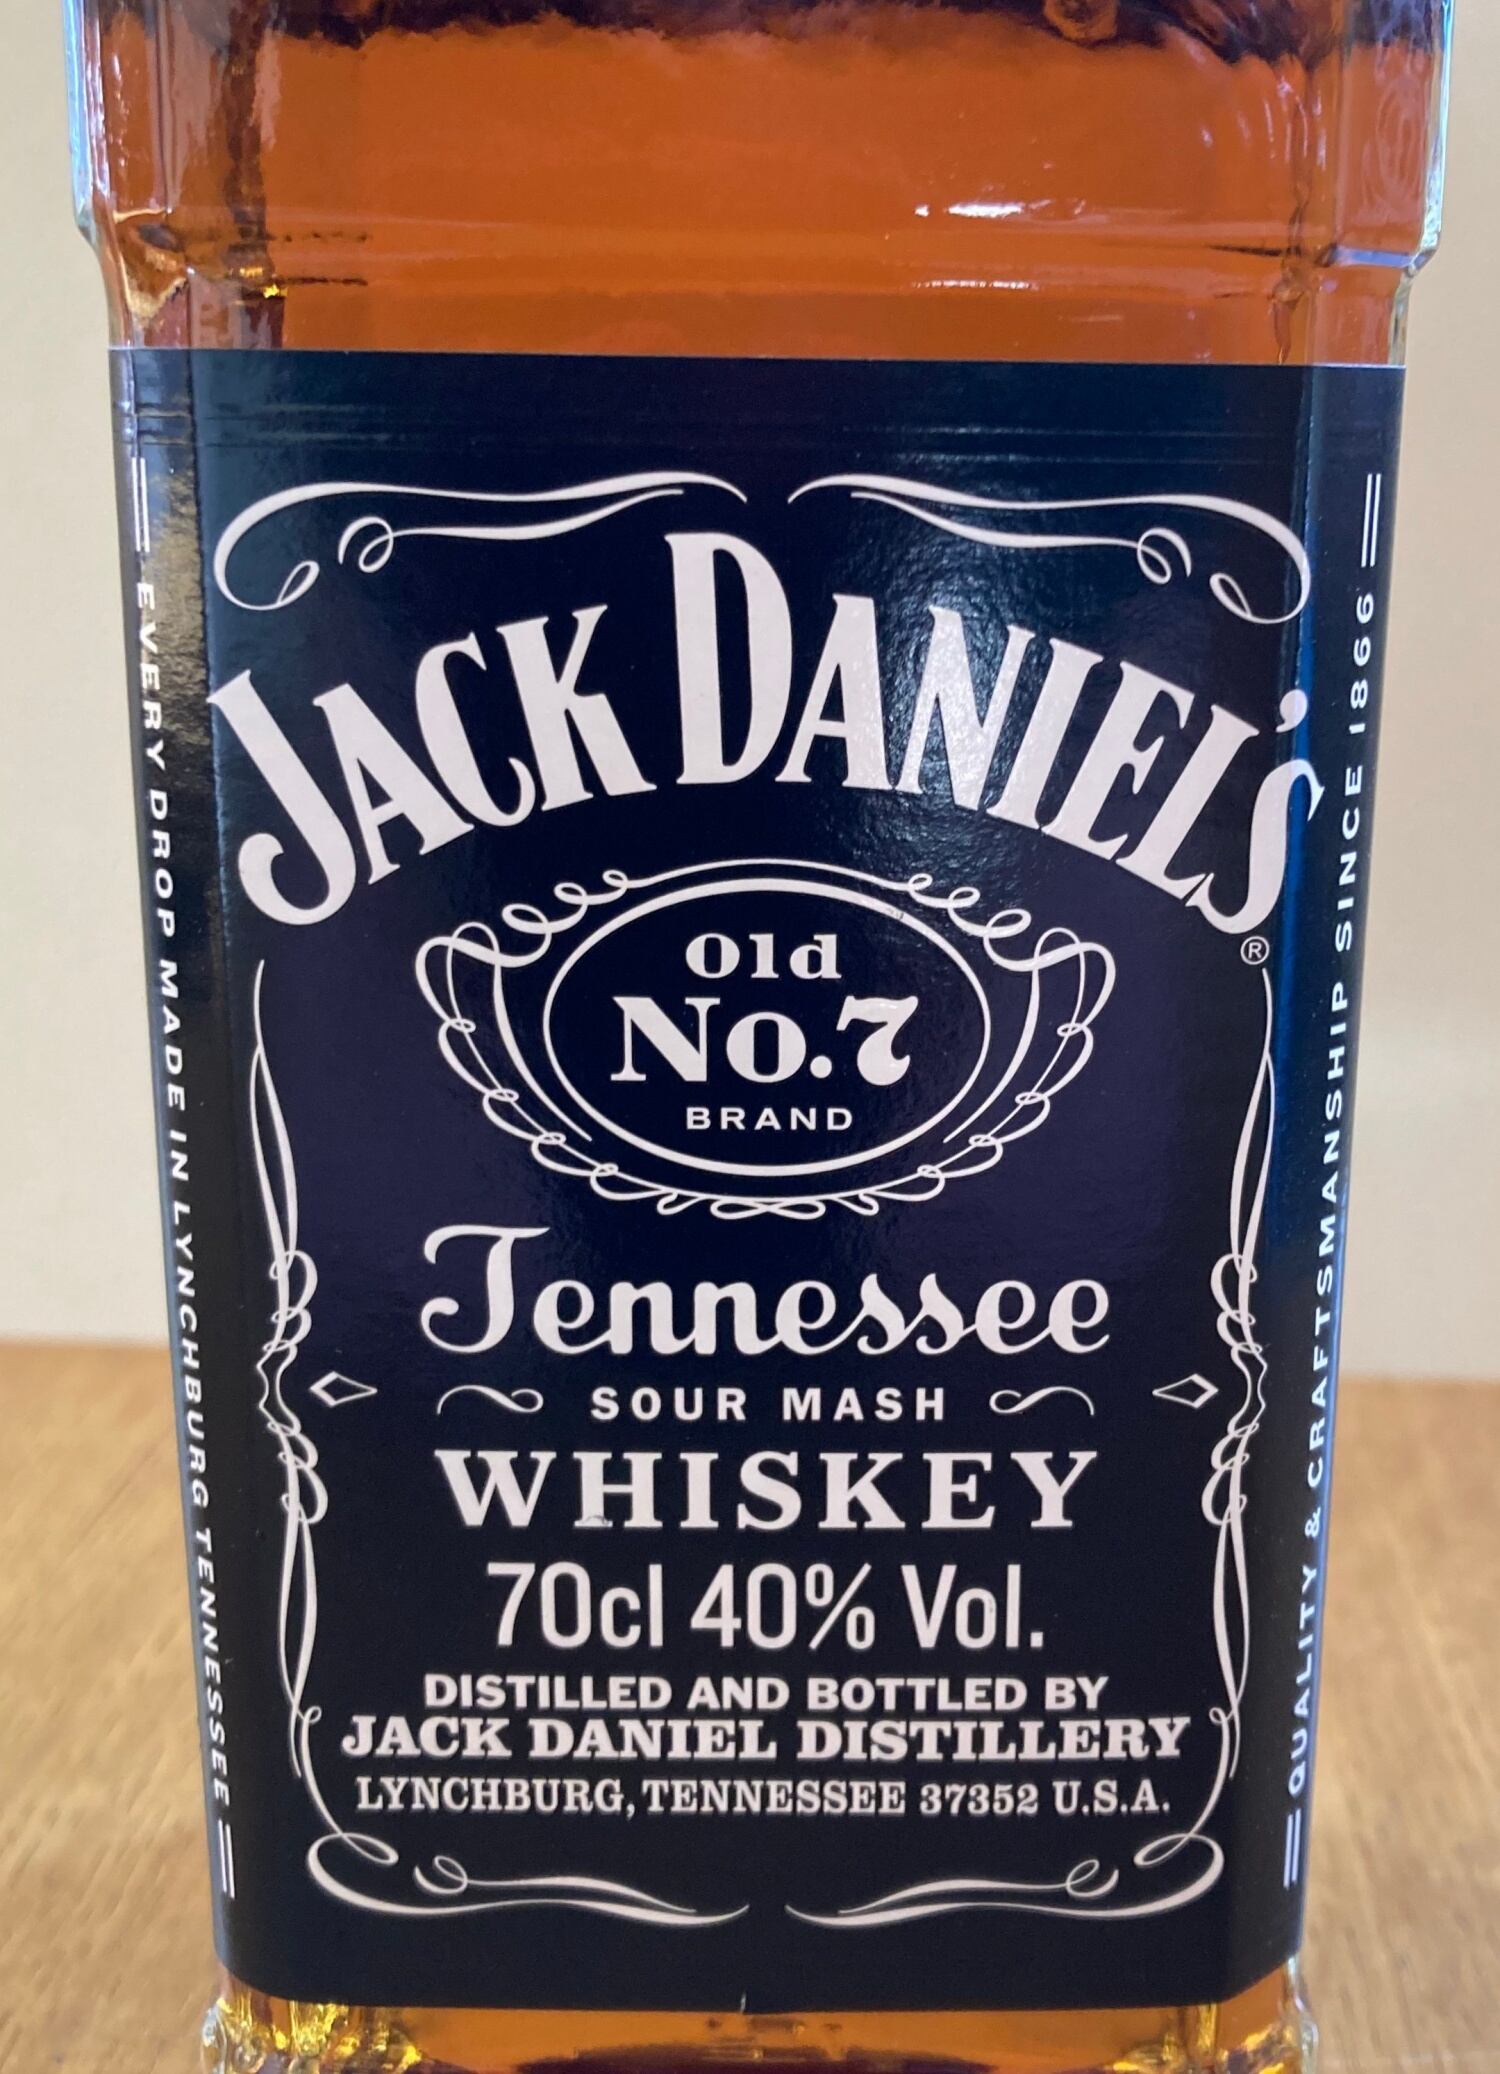 JACK DANIEL'S
®
Old
No.7
BRAND
Tennessee
SOUR MASH
WHISKEY
70cl 40% Vol.
DISTILLED AND BOTTLED BY
JACK DANIEL DISTILLERY
LYNCHBURG, TENNESSEE 37352 U.S.A.
EVERY DROP MADE IN LYNCHBURG TENNESSEE
QUALITY & CRAFTSMANSHIP SINCE 1866